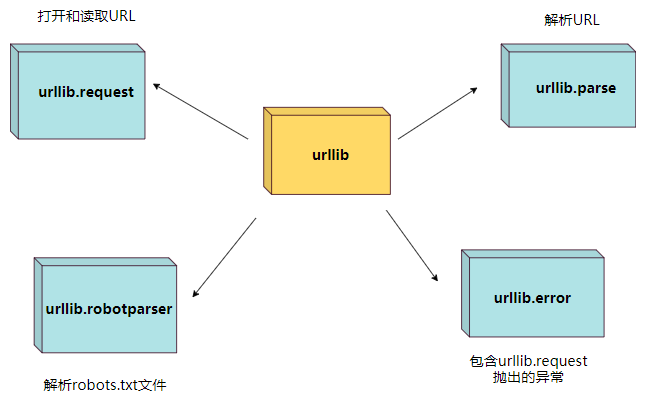 打开和读取URL
解析URL
urllib.request
urllib.parse
urllib
urllib.robotparser
urllib.error
解析robots.txt文件
包含urllib.request
抛出的异常